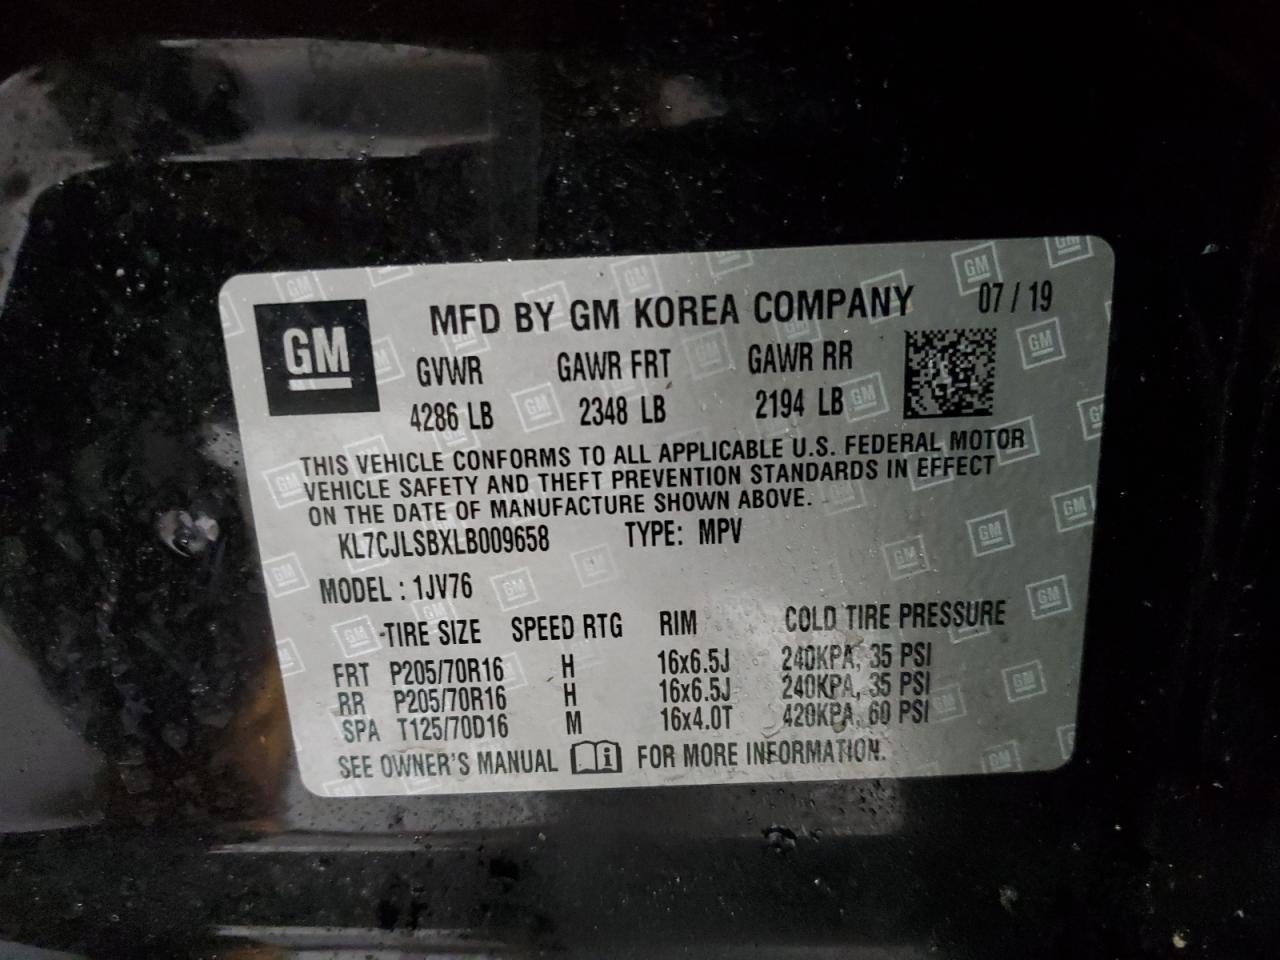 GM
MFD BY GM KOREA COMPANY 07 / 19
GVWR GAWR FRT GAWR RR
4286 LB 2348 LB 2194 LB
THIS VEHICLE CONFORMS TO ALL APPLICABLE U.S. FEDERAL MOTOR
VEHICLE SAFETY AND THEFT PREVENTION STANDARDS IN EFFECT
ON THE DATE OF MANUFACTURE SHOWN ABOVE.
KL7CJLSBXLB009658 TYPE: MPV
MODEL : 1JV76
TIRE SIZE SPEED RTG RIM COLD TIRE PRESSURE
FRT P205/70R16 H 16x6.5J 240KPA, 35 PSI
RR P205/70R16 H 16x6.5J 240KPA, 35 PSI
SPA T125/70D16 M 16x4.0T 420KPA, 60 PSI
SEE OWNER'S MANUAL i FOR MORE INFORMATION.